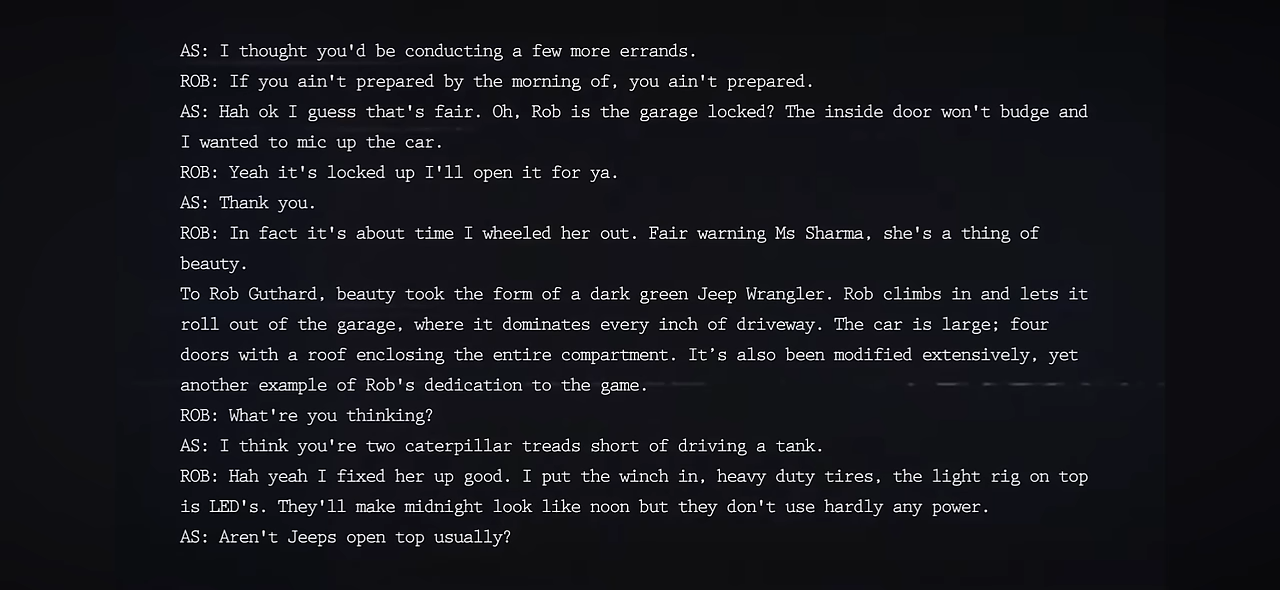 AS: I thought you'd be conducting a few more errands.
ROB: If you ain't prepared by the morning of, you ain't prepared.
AS: Hah ok I guess that's fair. Oh, Rob is the garage locked? The inside door won't budge and
I wanted to mic up the car.
ROB: Yeah it's locked up I'll open it for ya.
AS: Thank you.
ROB: In fact it's about time I wheeled her out. Fair warning Ms Sharma, she's a thing of
beauty.
To Rob Guthard, beauty took the form of a dark green Jeep Wrangler. Rob climbs in and lets it
roll out of the garage, where it dominates every inch of driveway. The car is large; four
doors with a roof enclosing the entire compartment. It’s also been modified extensively, yet
another example of Rob's dedication to the game.
ROB: What're you thinking?
AS: I think you're two caterpillar treads short of driving a tank.
ROB: Hah yeah I fixed her up good. I put the winch in, heavy duty tires, the light rig on top
is LED's. They'll make midnight look like noon but they don't use hardly any power.
AS: Aren't Jeeps open top usually?